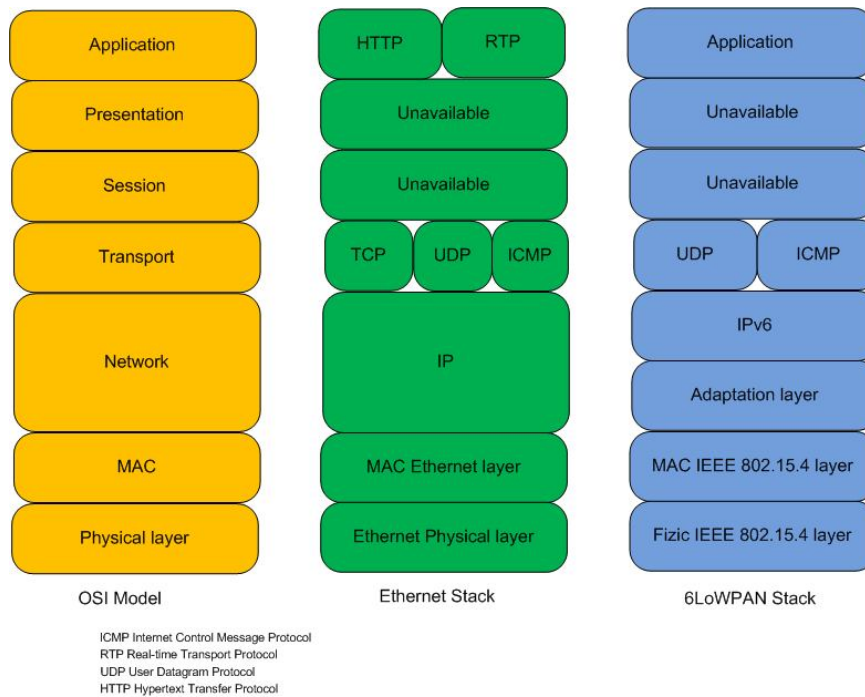 Application
HTTP
RTP
Application
Presentation
Unavailable
Unavailable
Session
Unavailable
Unavailable
Transport
TCP
UDP
ICMP
UDP
ICMP
Network
IP
IPv6
Adaptation layer
MAC
MAC Ethernet layer
MAC IEEE 802.15.4 layer
Physical layer
Ethernet Physical layer
Fizic IEEE 802.15.4 layer
OSI Model
Ethernet Stack
6LoWPAN Stack
ICMP Internet Control Message Protocol
RTP Real-time Transport Protocol
UDP User Datagram Protocol
HTTP Hypertext Transfer Protocol